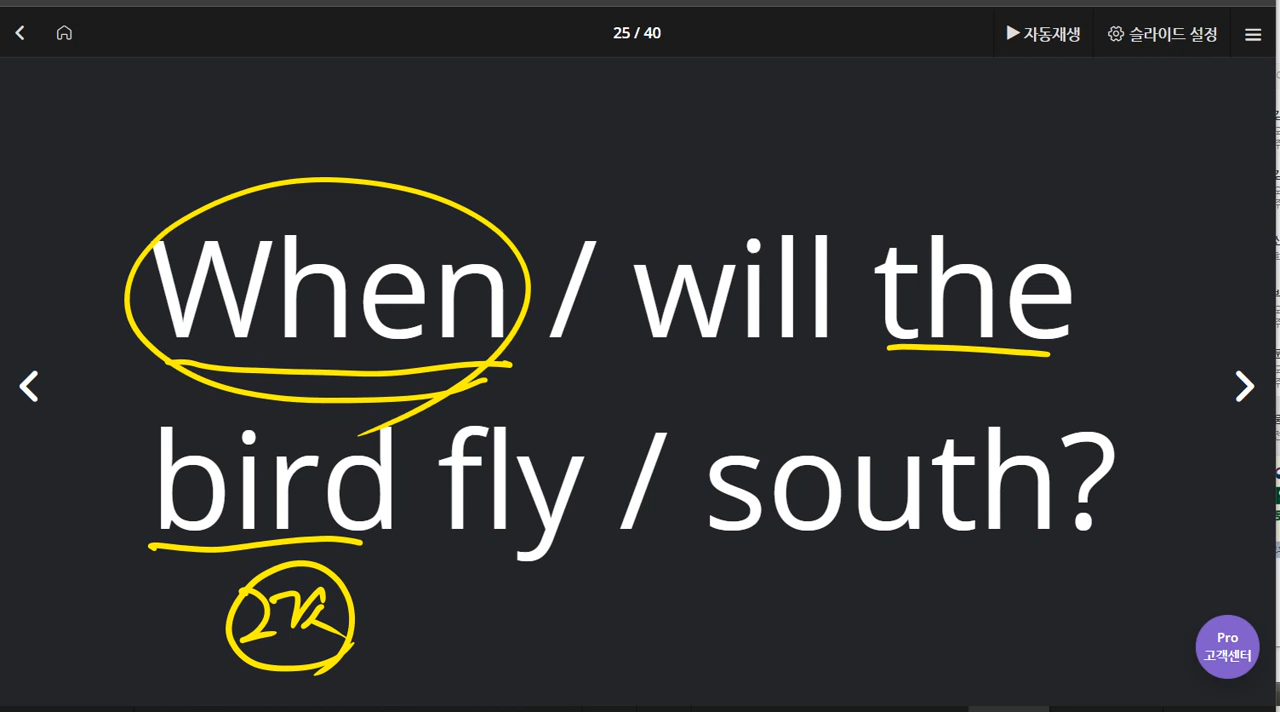 25 / 40
▶ 자동재생
슬라이드 설정
When / will the
bird fly / south?
Pro
고객센터